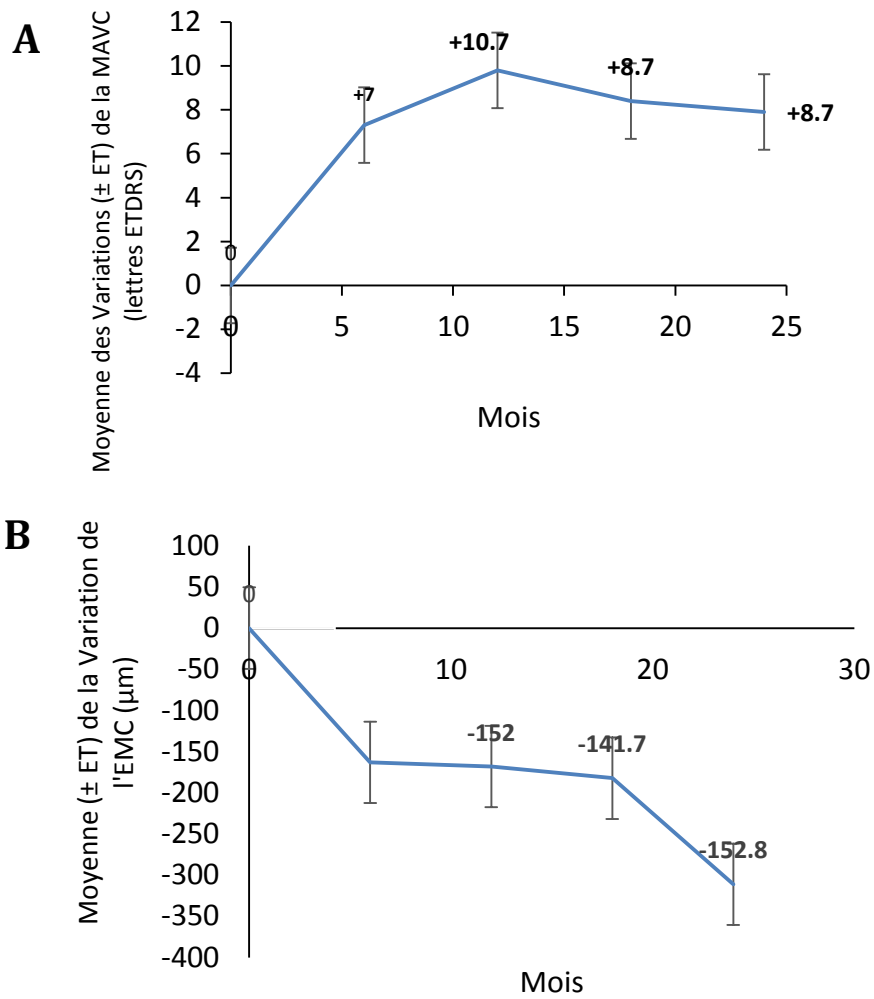 A
Moyenne des Variations (± ET) de la MAVC
(lettres ETDRS)
12
10
8
6
4
2
0
-2
-4
0
+7
+10.7
+8.7
+8.7
0 5 10 15 20 25
Mois
B
Moyenne (± ET) de la Variation de
l'EMC (µm)
100
50
0
-50
-100
-150
-200
-250
-300
-350
-400
0
-152
-141.7
-152.8
0 10 20 30
Mois